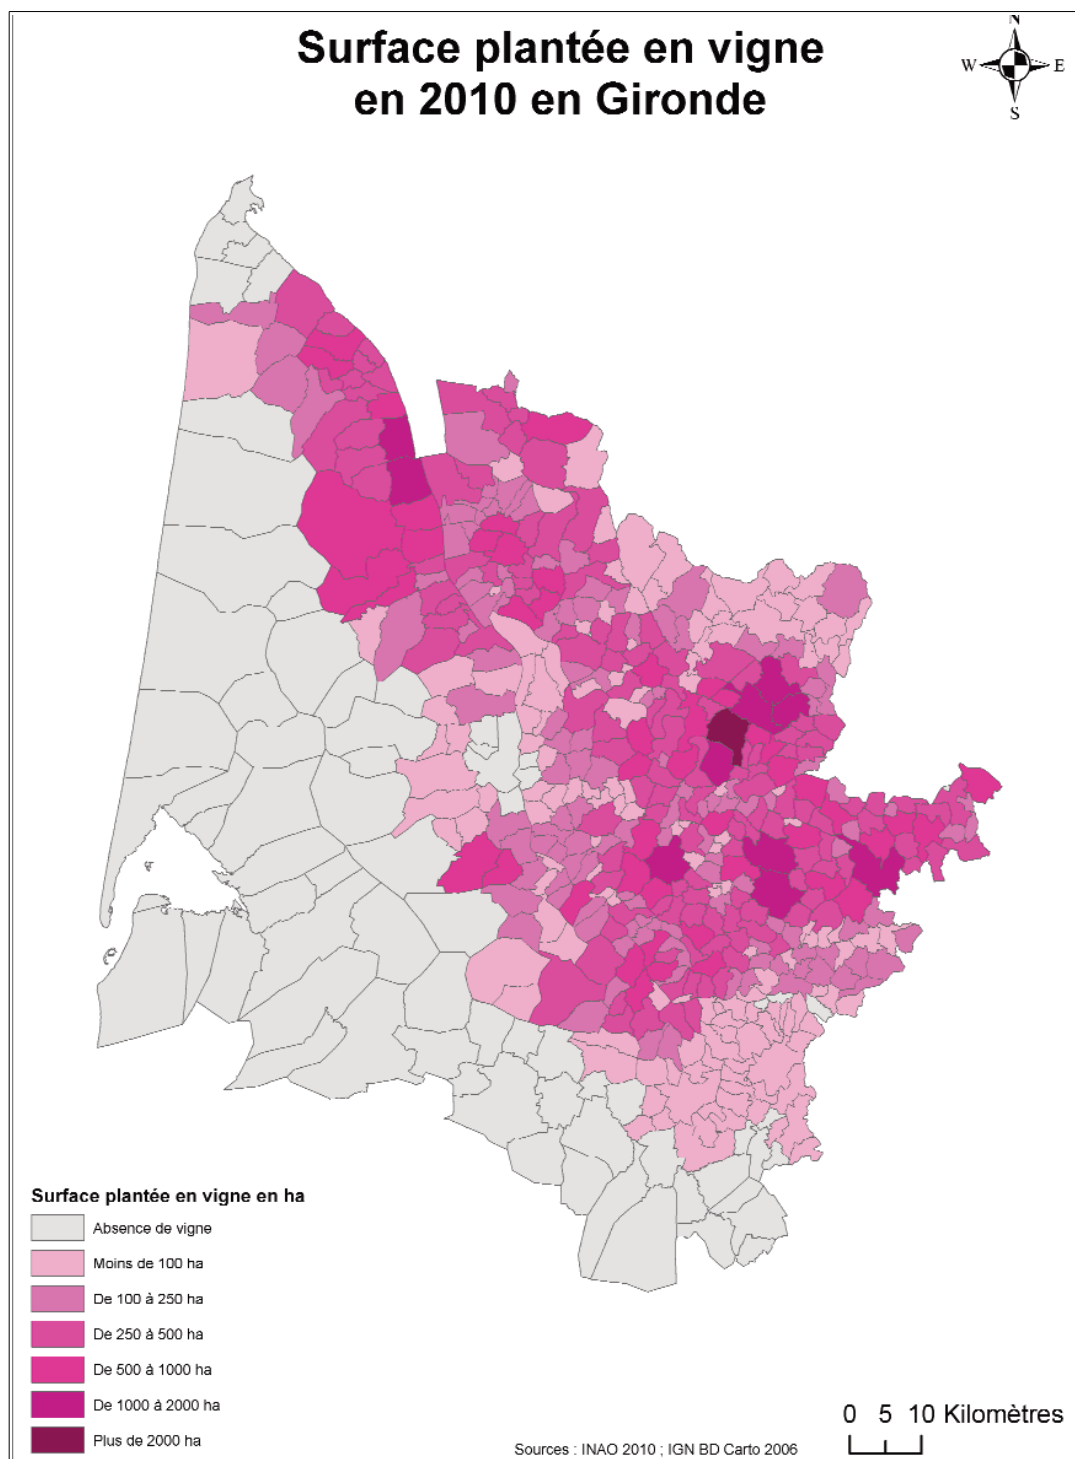 Surface plantée en vigne
en 2010 en Gironde
N
W E
S
Surface plantée en vigne en ha
Absence de vigne
Moins de 100 ha
De 100 à 250 ha
De 250 à 500 ha
De 500 à 1000 ha
De 1000 à 2000 ha
Plus de 2000 ha
0 5 10 Kilomètres
Sources : INAO 2010 ; IGN BD Carto 2006